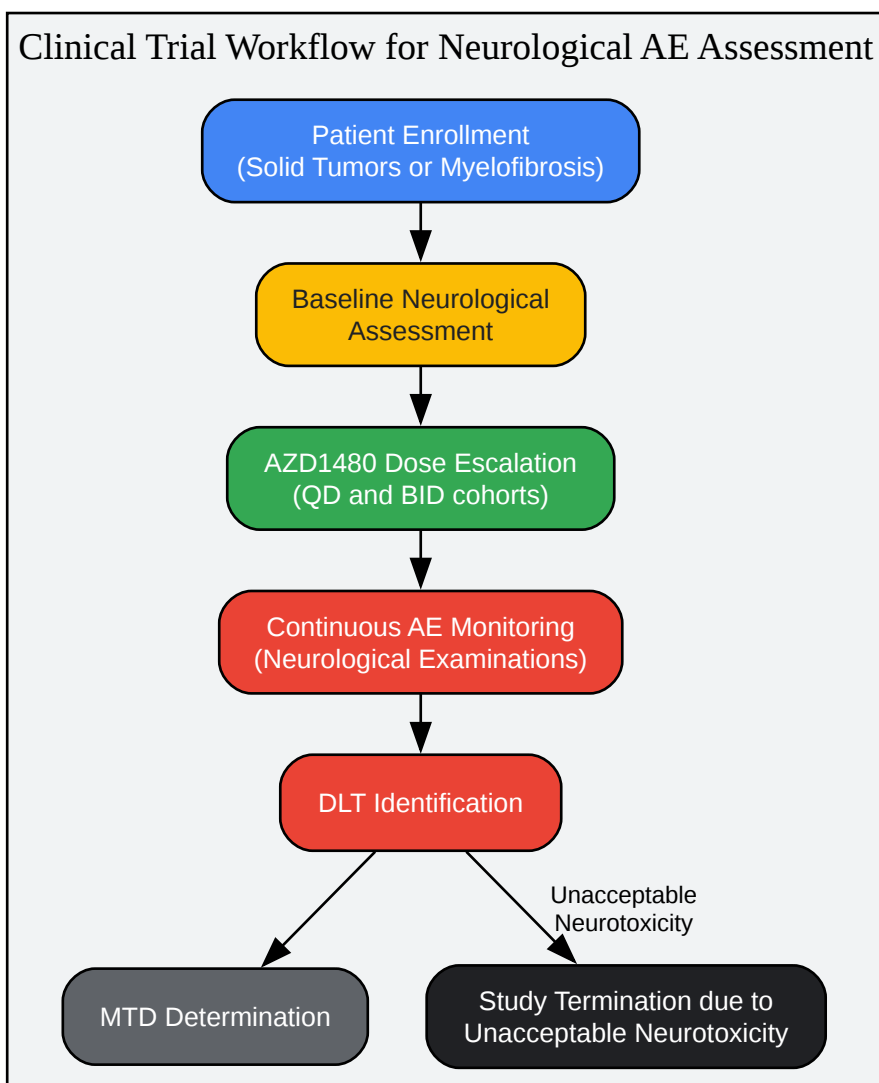 Clinical Trial Workflow for Neurological AE Assessment
Patient Enrollment
(Solid Tumors or Myelofibrosis)
Baseline Neurological
Assessment
AZD1480 Dose Escalation
(QD and BID cohorts)
Continuous AE Monitoring
(Neurological Examinations)
DLT Identification
Unacceptable
Neurotoxicity
MTD Determination
Study Termination due to
Unacceptable Neurotoxicity